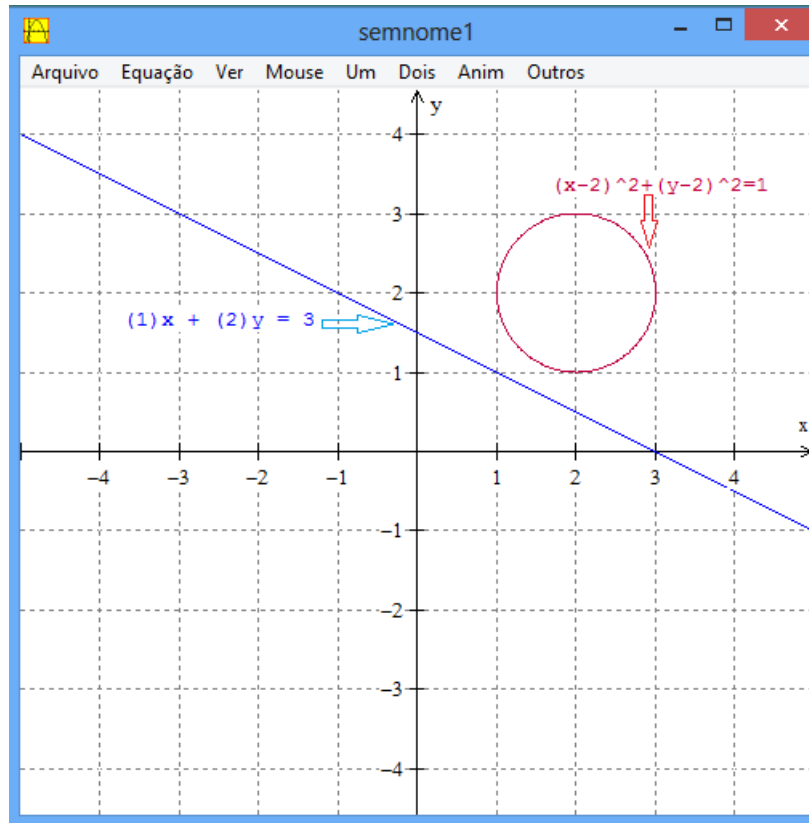 semnome1
Arquivo Equação Ver Mouse Um Dois Anim Outros
y
4
(x-2)^2+(y-2)^2=1
3
2
(1)x + (2)y = 3
1
x
−4 −3 −2 −1 1 2 3 4
−1
−2
−3
−4